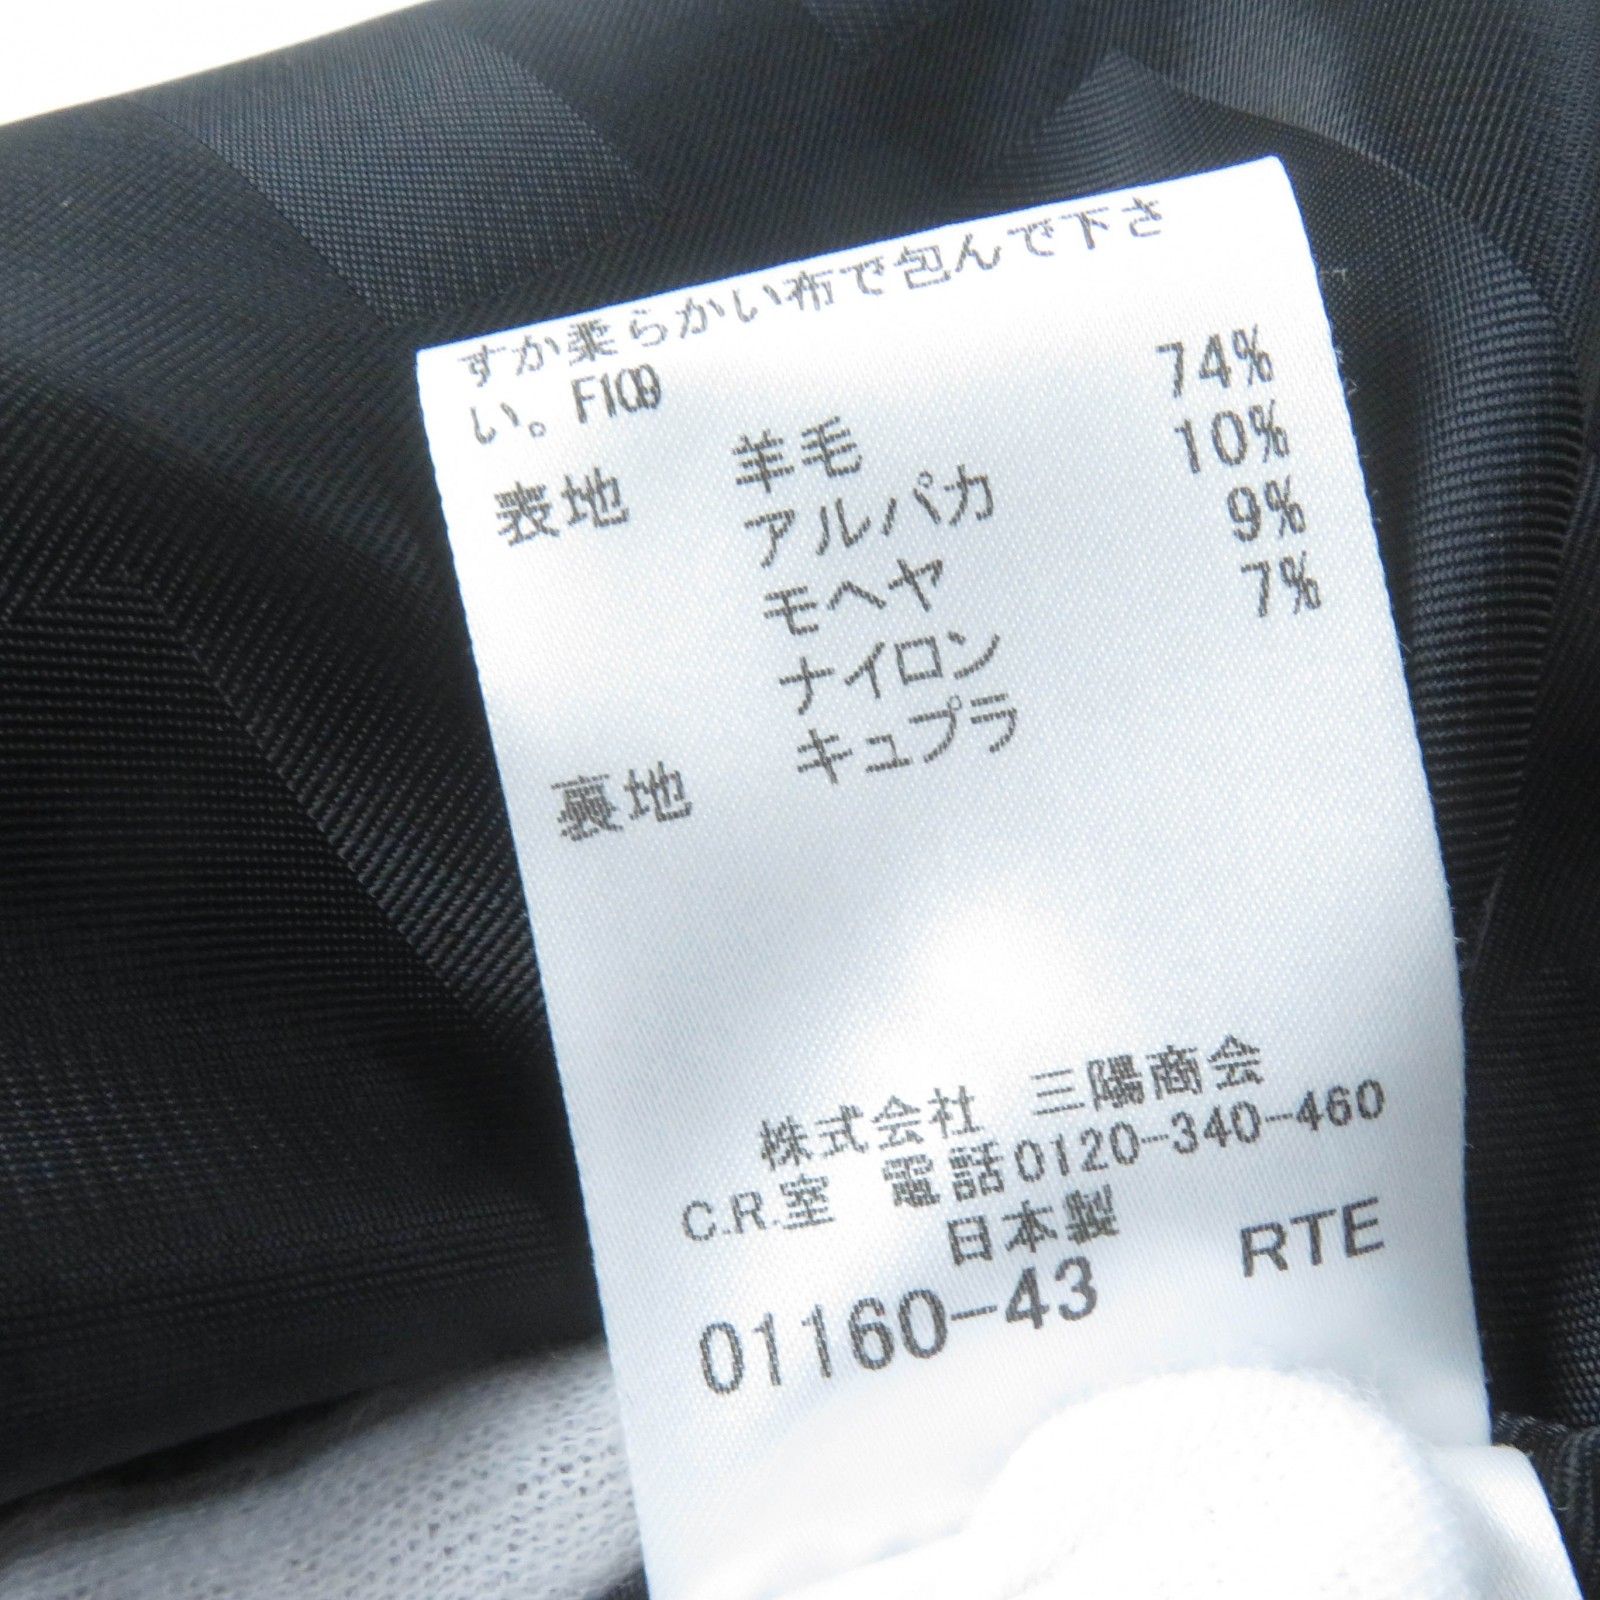 すか柔らかい布で包んで下さ
い。F109
表地 羊毛 74%
アルパカ 10%
モヘヤ 9%
ナイロン 7%
裏地 キュプラ
株式会社 三陽商会
C.R.室 電話0120-340-460
日本製
01160-43 RTE